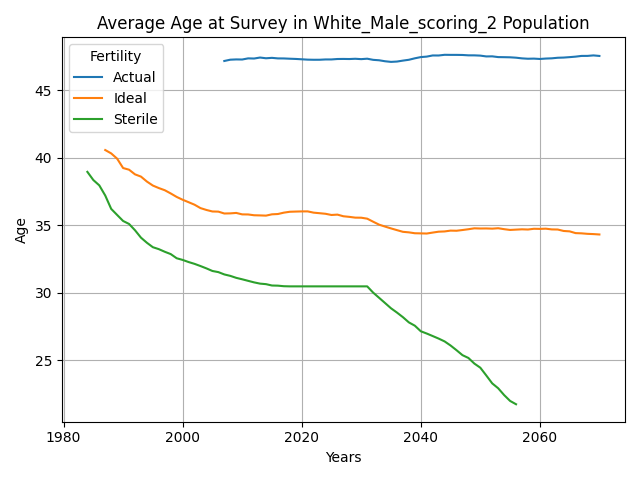 Average Age at Survey in White_Male_scoring_2 Population
Fertility
Actual
Ideal
Sterile
Age
45
40
35
30
25
1980
2000
2020
2040
2060
Years